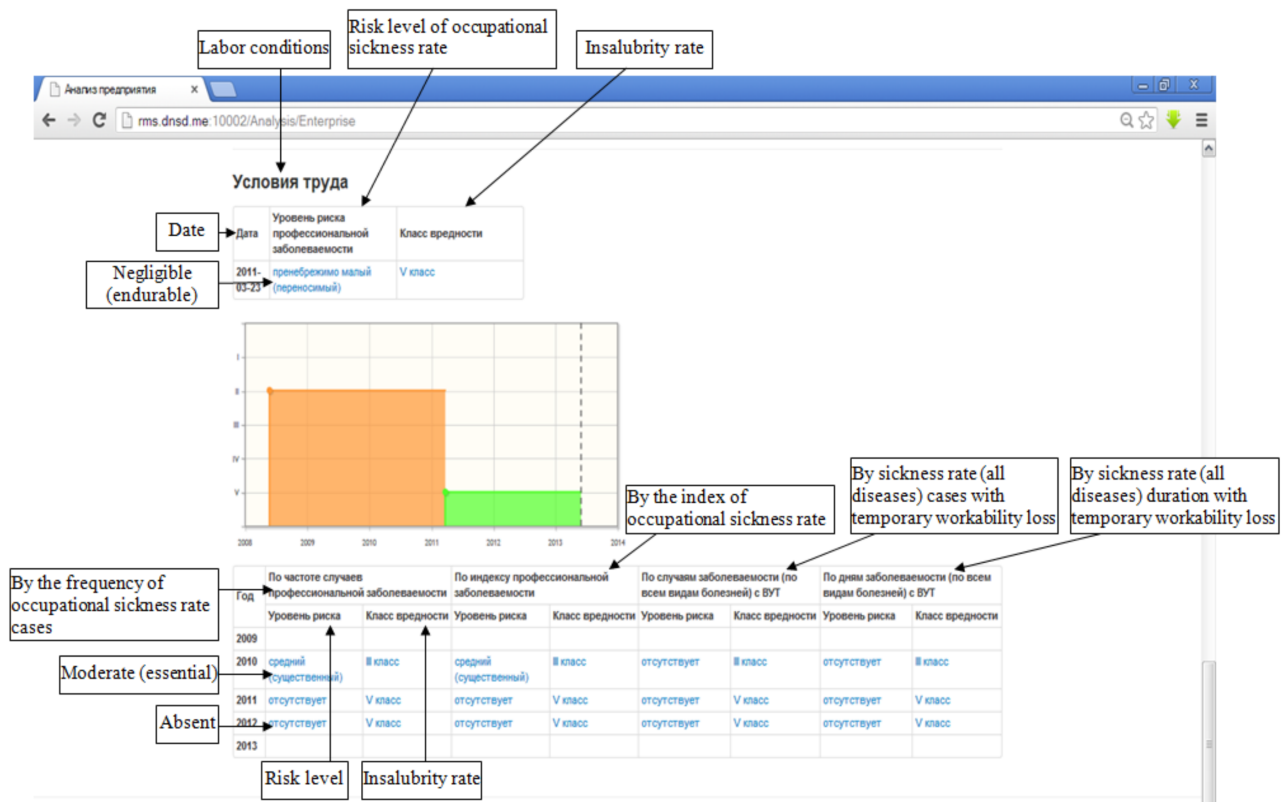 Labor conditions
Risk level of occupational
sickness rate
Insalubrity rate
Анализ предприятия
rms.dnsd.me:10002/Analysis/Enterprise
Условия труда
Date
Negligible
(endurable)
Дата
Уровень риска
профессиональной
заболеваемости
Класс вредности
2011-
03-23
пренебрежимо малый
(переносимый)
V класс
I
II
III
IV
V
2008 2009 2010 2011 2012 2013 2014
By the index of
occupational sickness rate
By sickness rate (all
diseases) cases with
temporary workability loss
By sickness rate (all
diseases) duration with
temporary workability loss
By the frequency of
occupational sickness rate
cases
Moderate (essential)
Absent
Год
По частоте случаев
профессиональной заболеваемости
По индексу профессиональной
заболеваемости
По случаям заболеваемости (по
всем видам болезней) с ВУТ
По дням заболеваемости (по всем
видам болезней) с ВУТ
Уровень риска Класс вредности Уровень риска Класс вредности Уровень риска Класс вредности Уровень риска Класс вредности
2009
2010 средний
(существенный)
II класс
средний
(существенный)
II класс отсутствует II класс отсутствует II класс
2011 отсутствует V класс отсутствует V класс отсутствует V класс отсутствует V класс
2012 отсутствует V класс отсутствует V класс отсутствует V класс отсутствует V класс
2013
Risk level
Insalubrity rate